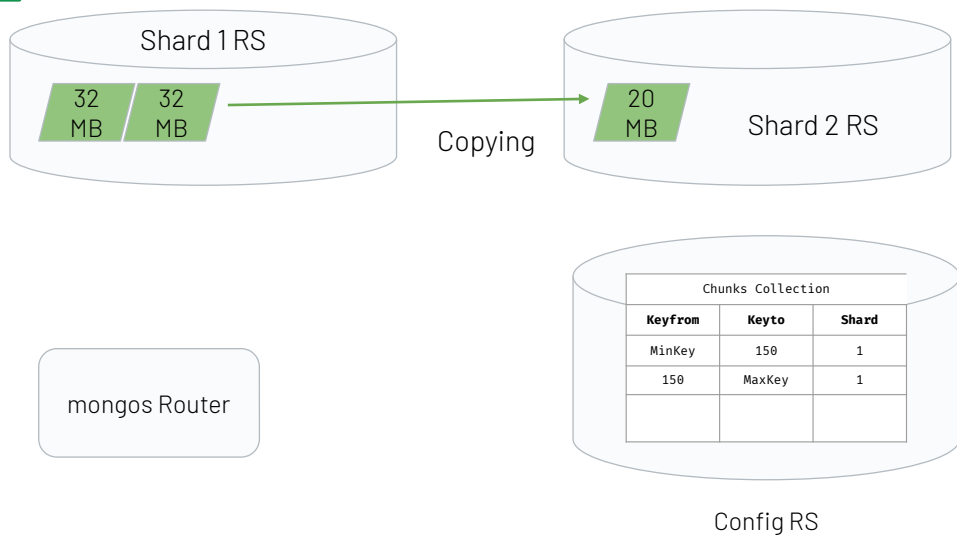 Shard 1 RS
32
MB
32
MB
Copying
20
MB
Shard 2 RS
mongos Router
Chunks Collection
Keyfrom Keyto Shard
MinKey 150 1
150 MaxKey 1
Config RS